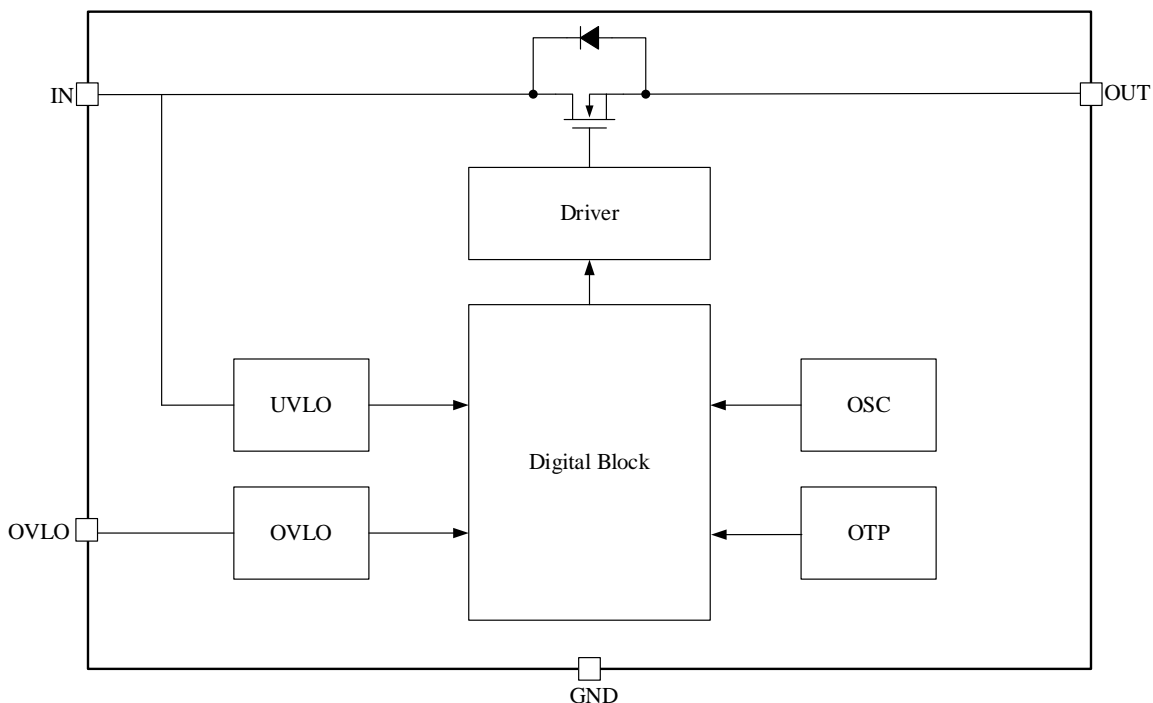 IN
OUT
Driver
UVLO
OSC
Digital Block
OVLO
OVLO
OTP
GND